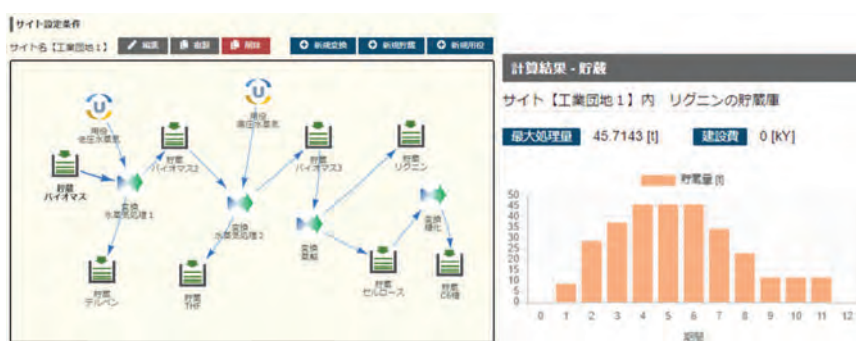 サイト設定条件
サイト名【工業団地1】
編集
複製
削除
新規変換
新規貯蔵
新規用役
用役
低圧水蒸気
用役
高圧水蒸気
貯蔵
バイオマス
貯蔵
バイオマス2
貯蔵
バイオマス3
貯蔵
リグニン
変換
水蒸気処理1
変換
水蒸気処理2
変換
糖化
貯蔵
テルペン
貯蔵
THF
変換
貯蔵
セルロース
貯蔵
C6糖
計算結果 - 貯蔵
サイト【工業団地1】内 リグニンの貯蔵庫
最大処理量 45.7143 [t] 建設費 0 [kY]
貯蔵量 [t]
50
45
40
35
30
25
20
15
10
5
0
0 1 2 3 4 5 6 7 8 9 10 11 12
期間